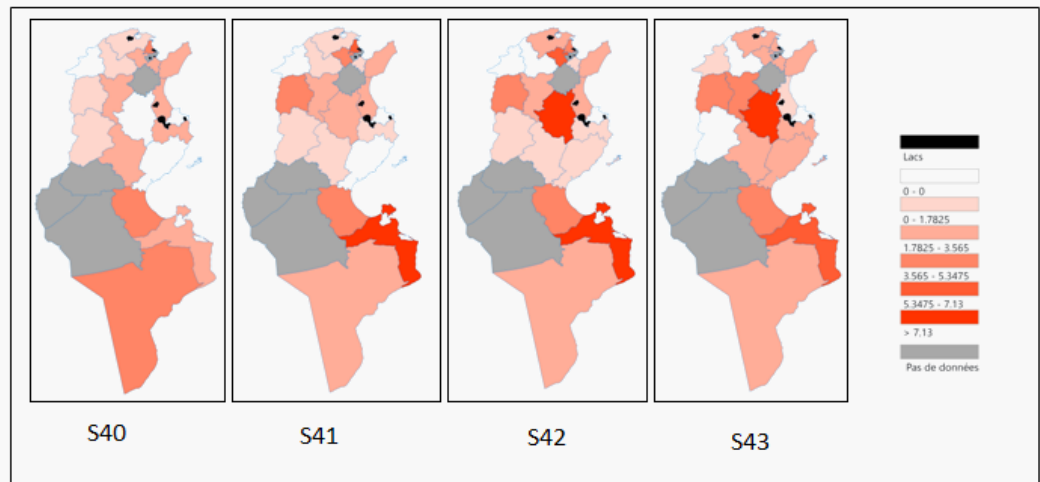 Lacs
0 - 0
0 - 1.7825
1.7825 - 3.565
3.565 - 5.3475
5.3475 - 7.13
> 7.13
Pas de données
S40
S41
S42
S43